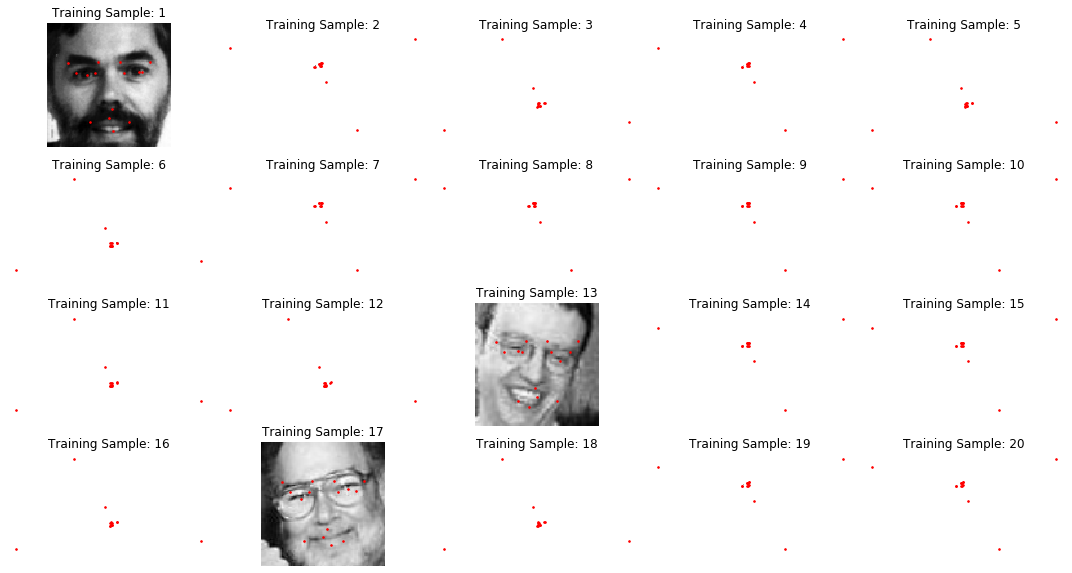 Training Sample: 1
Training Sample: 2
Training Sample: 3
Training Sample: 4
Training Sample: 5
Training Sample: 6
Training Sample: 7
Training Sample: 8
Training Sample: 9
Training Sample: 10
Training Sample: 11
Training Sample: 12
Training Sample: 13
Training Sample: 14
Training Sample: 15
Training Sample: 16
Training Sample: 17
Training Sample: 18
Training Sample: 19
Training Sample: 20